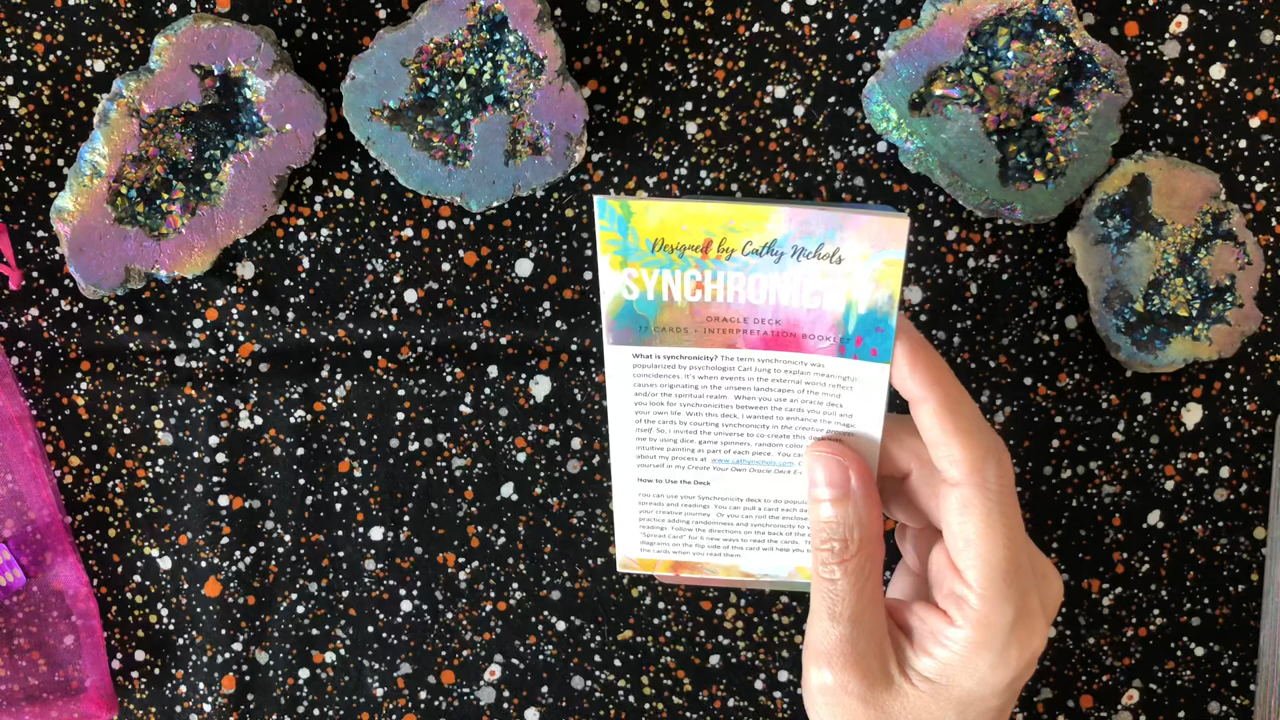 Designed by Cathy Nichols
SYNCHRONICITY
ORACLE DECK
77 CARDS + INTERPRETATION BOOKLET
What is synchronicity? The term synchronicity was
popularized by psychologist Carl Jung to explain meaningful
coincidences. It's when events in the external world reflect
causes originating in the unseen landscapes of the mind
and/or the spiritual realm. When you use an oracle deck
you look for synchronicities between the cards you pull and
your own life. With this deck, I wanted to enhance the magic
of the cards by courting synchronicity in the creative process
itself. So, i invited the universe to co-create this deck with
me by using dice, game spinners, random color
intuitive painting as part of each piece. You can
about my process at www.cathynichols.com.
yourself in my Create Your Own Oracle Deck E-
How to Use the Deck
You can use your Synchronicity deck to do popular
spreads and readings. You can pull a card each day
your creative journey. Or you can roll the enclosed
practice adding randomness and synchronicity to
readings. Follow the directions on the back of the
"Spread Card" for 6 new ways to read the cards.
diagrams on the flip side of this card will help you
the cards when you read them